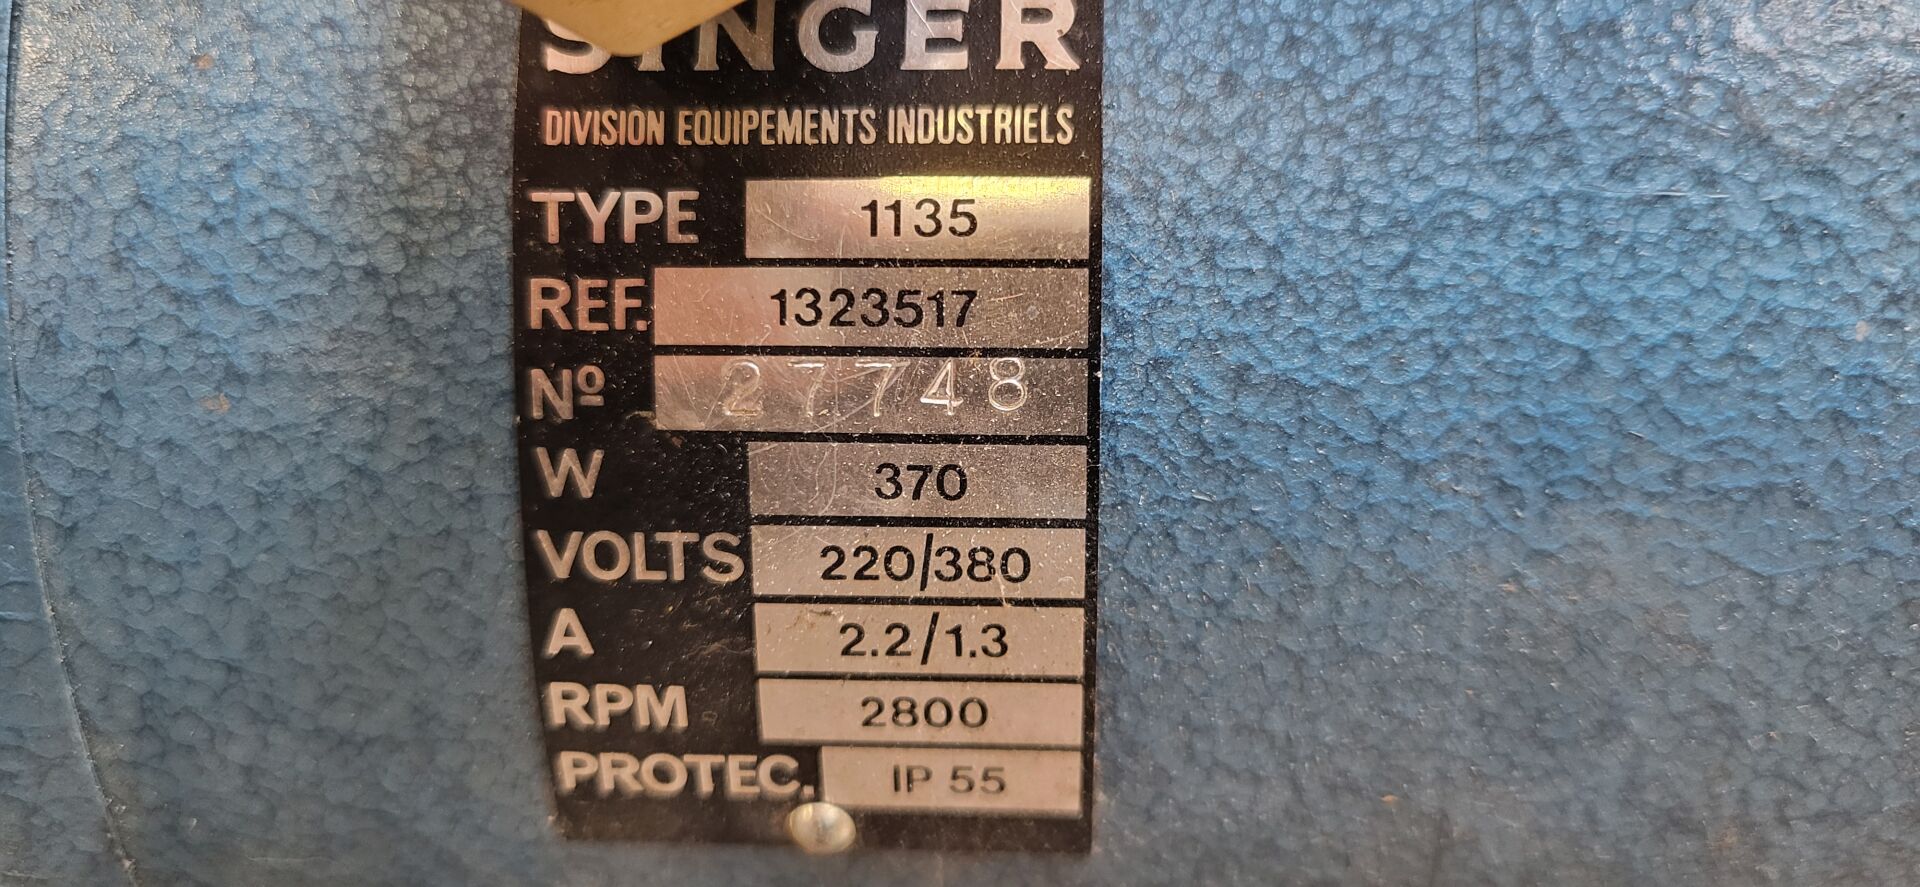 SINGER
DIVISION EQUIPEMENTS INDUSTRIELS
TYPE 1135
REF. 1323517
Nº 27748
W 370
VOLTS 220/380
A 2.2/1.3
RPM 2800
PROTEC. IP 55